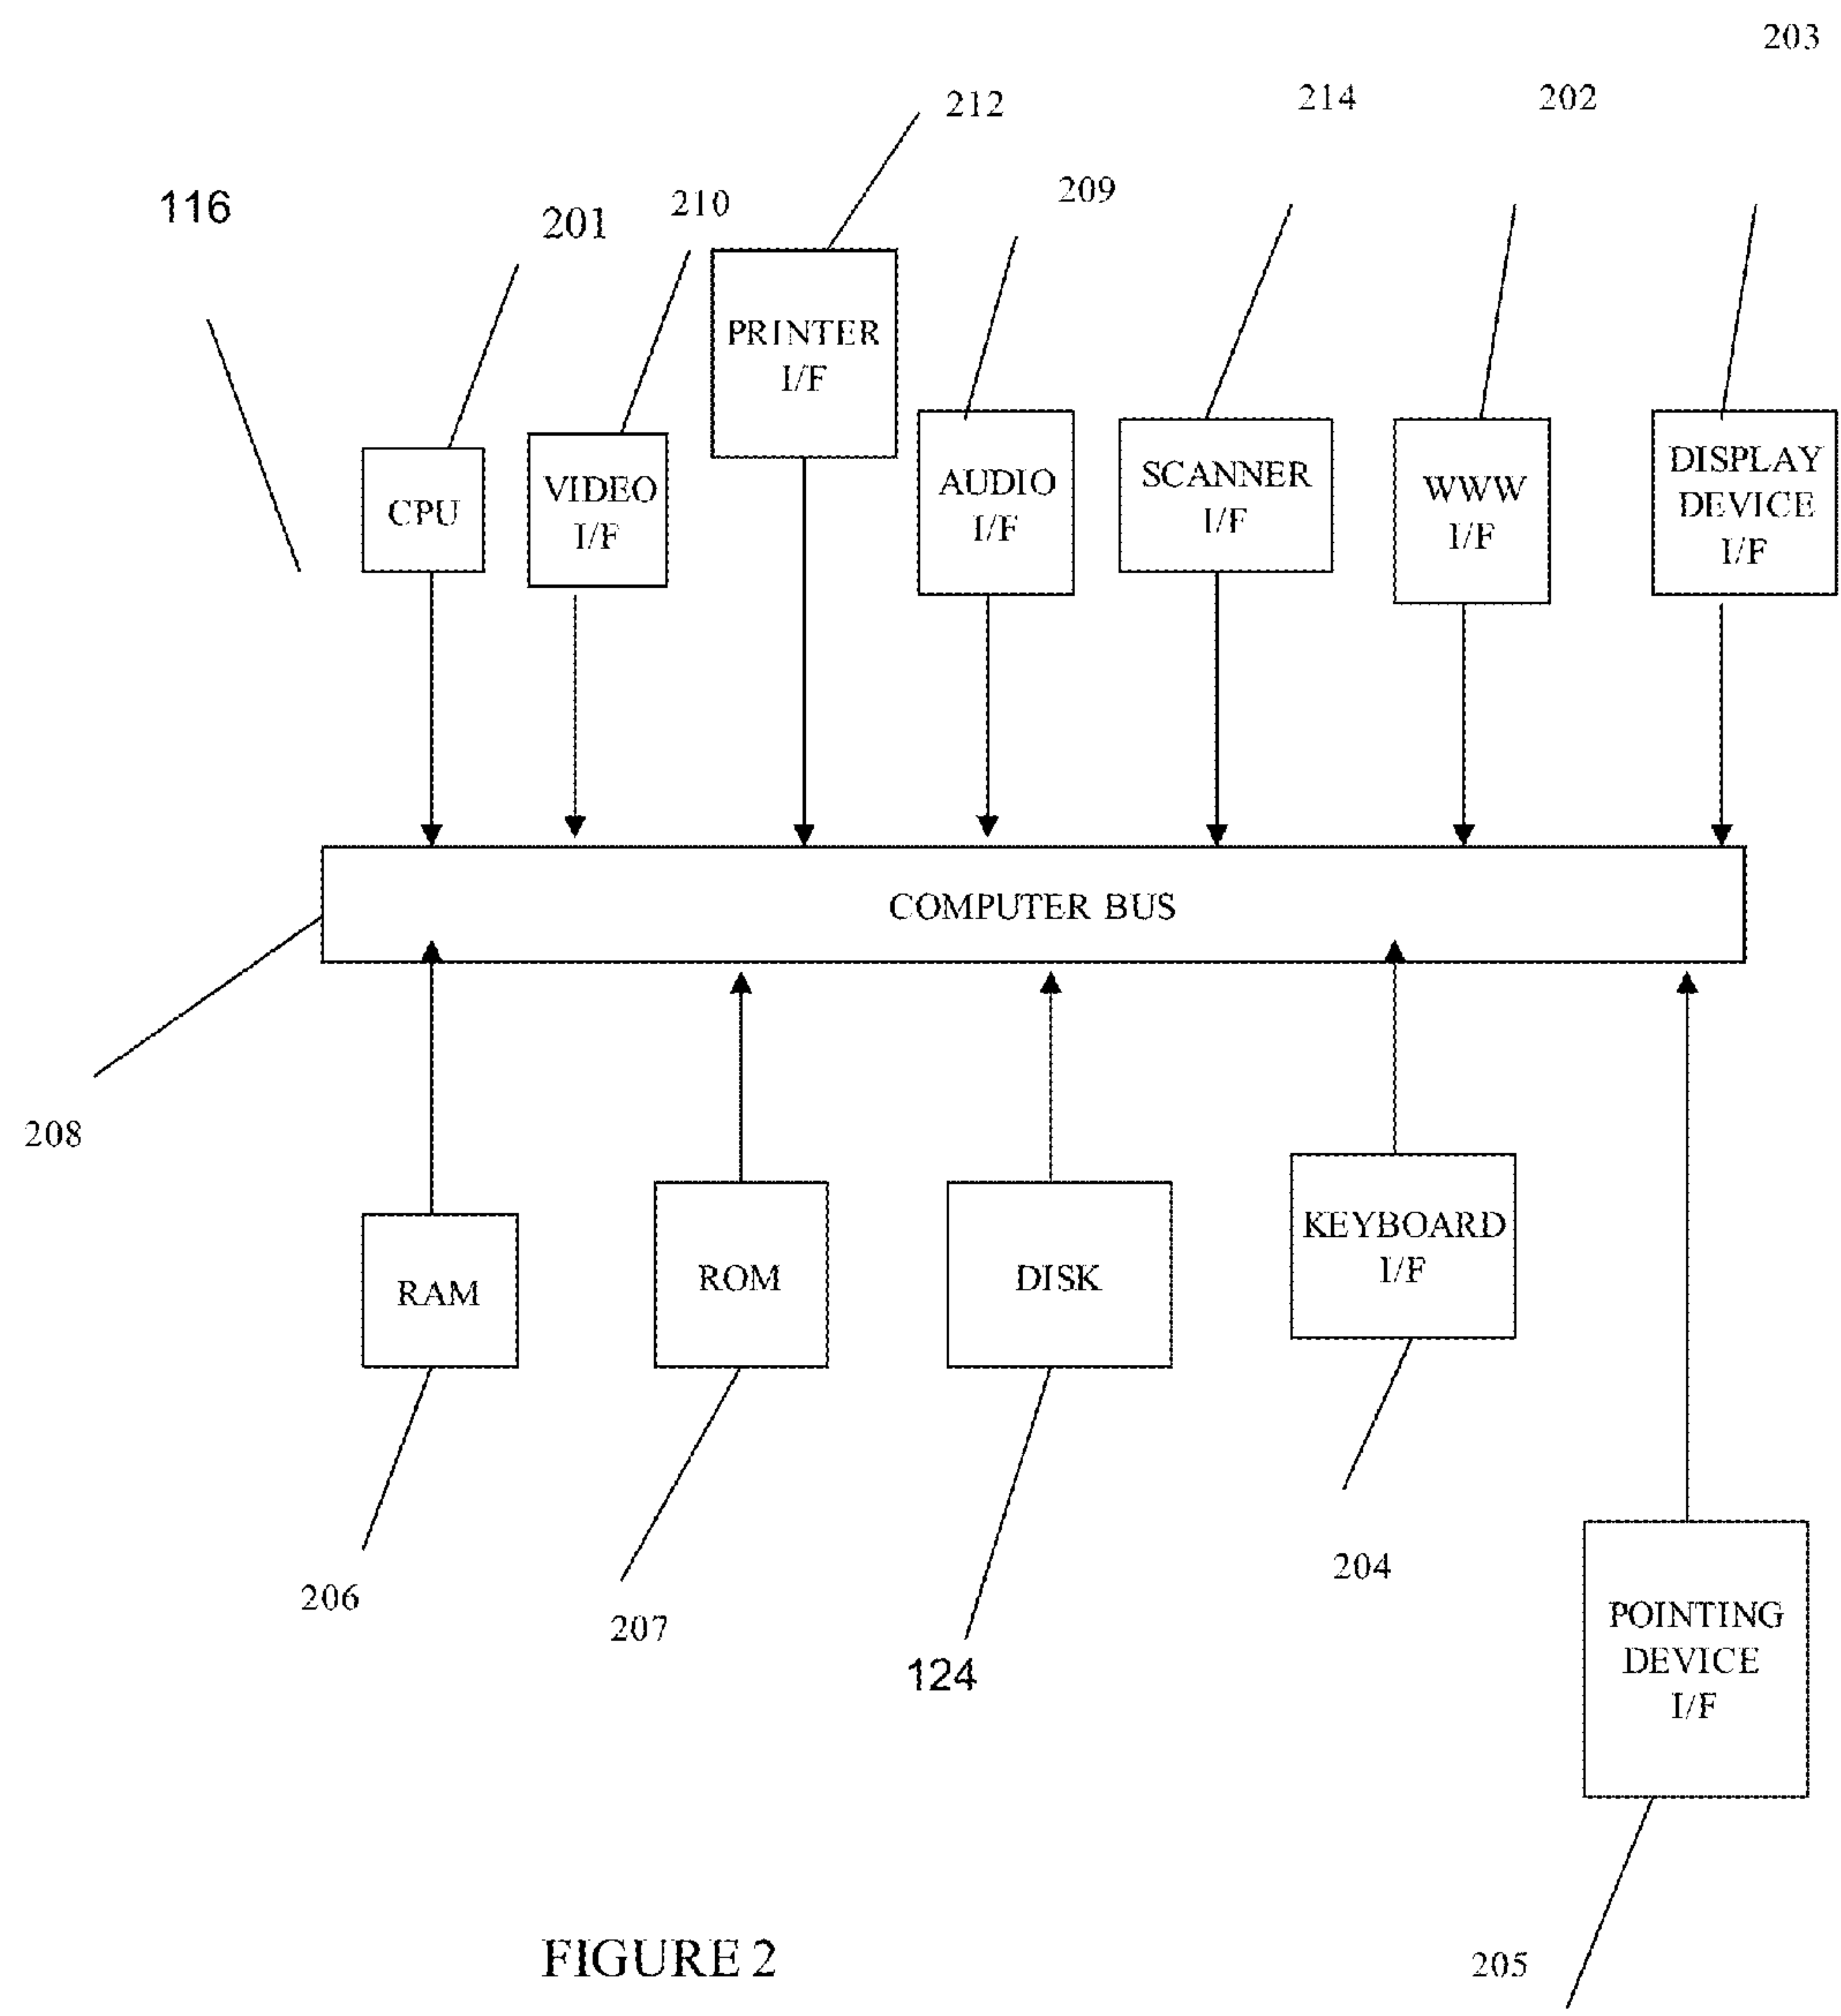 203
212
214
202
116
201
210
209
PRINTER
I/F
CPU
VIDEO
I/F
AUDIO
I/F
SCANNER
I/F
WWW
I/F
DISPLAY
DEVICE
I/F
COMPUTER BUS
208
RAM
ROM
DISK
KEYBOARD
I/F
206
207
124
204
POINTING
DEVICE
I/F
205
FIGURE 2